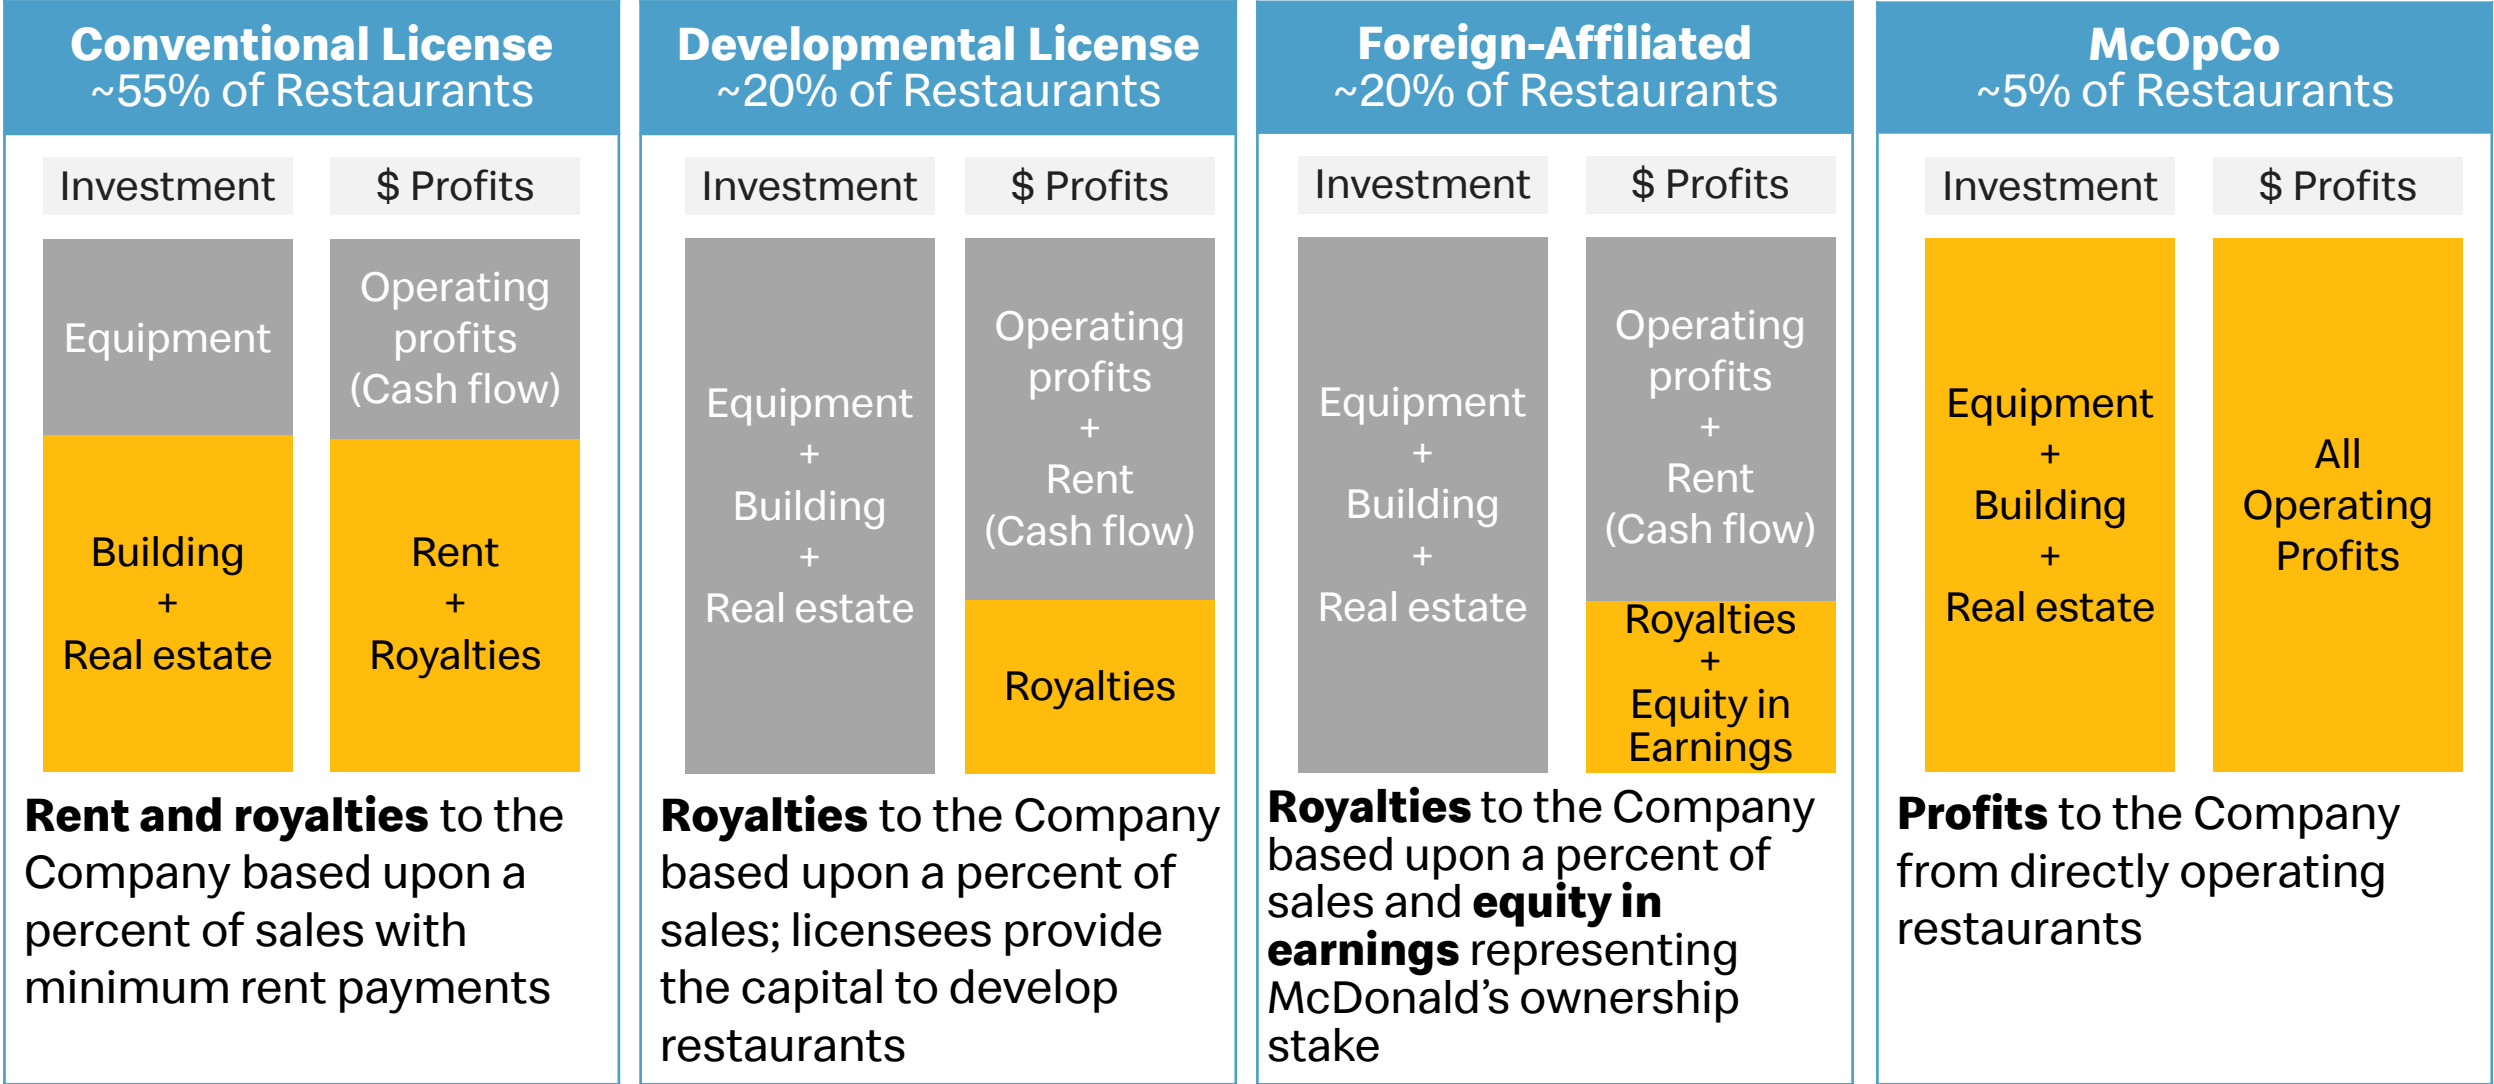 Conventional License
~55% of Restaurants
Investment
$ Profits
Equipment
Operating
profits
(Cash flow)
Building
+
Real estate
Rent
+
Royalties
Rent and royalties to the
Company based upon a
percent of sales with
minimum rent payments
Developmental License
~20% of Restaurants
Investment
$ Profits
Equipment
+
Building
+
Real estate
Operating
profits
+
Rent
(Cash flow)
Royalties
Royalties to the Company
based upon a percent of
sales; licensees provide
the capital to develop
restaurants
Foreign-Affiliated
~20% of Restaurants
Investment
$ Profits
Equipment
+
Building
+
Real estate
Operating
profits
+
Rent
(Cash flow)
Royalties
+
Equity in
Earnings
Royalties to the Company
based upon a percent of
sales and equity in
earnings representing
McDonald’s ownership
stake
McOpCo
~5% of Restaurants
Investment
$ Profits
Equipment
+
Building
+
Real estate
All
Operating
Profits
Profits to the Company
from directly operating
restaurants